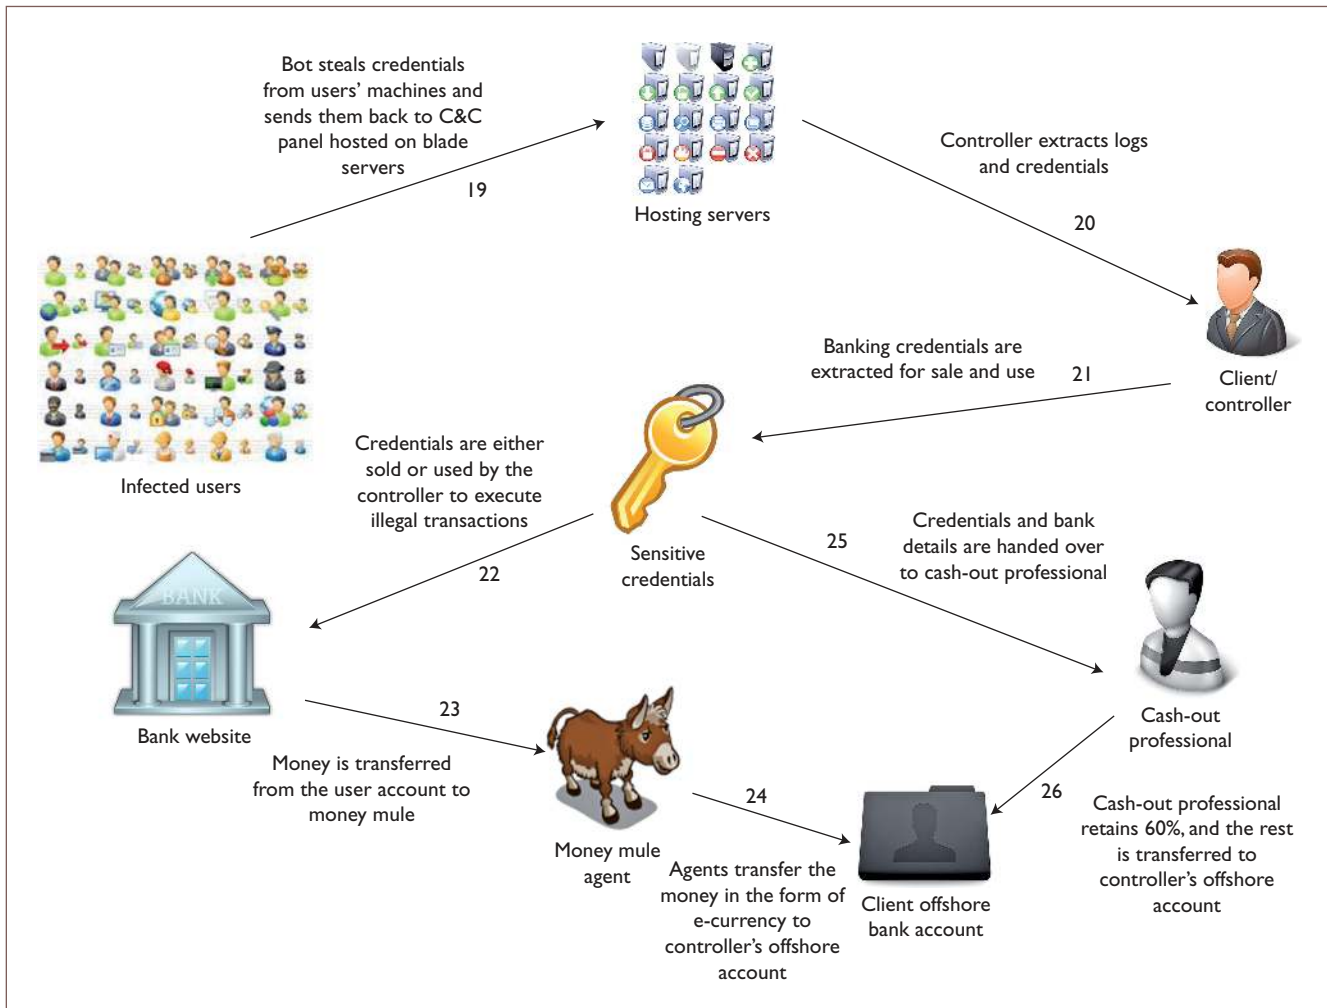 Bot steals credentials
from users' machines and
sends them back to C&C
panel hosted on blade
servers
19
Hosting servers
Controller extracts logs
and credentials
20
Client/
controller
Infected users
Banking credentials are
extracted for sale and use
21
Sensitive
credentials
Credentials are either
sold or used by the
controller to execute
illegal transactions
22
BANK
Bank website
25
Credentials and bank
details are handed over
to cash-out professional
Cash-out
professional
23
Money is transferred
from the user account to
money mule
Money mule
agent
24
Agents transfer the
money in the form of
e-currency to
controller's offshore
account
Client offshore
bank account
26
Cash-out professional
retains 60%, and the rest
is transferred to
controller's offshore
account